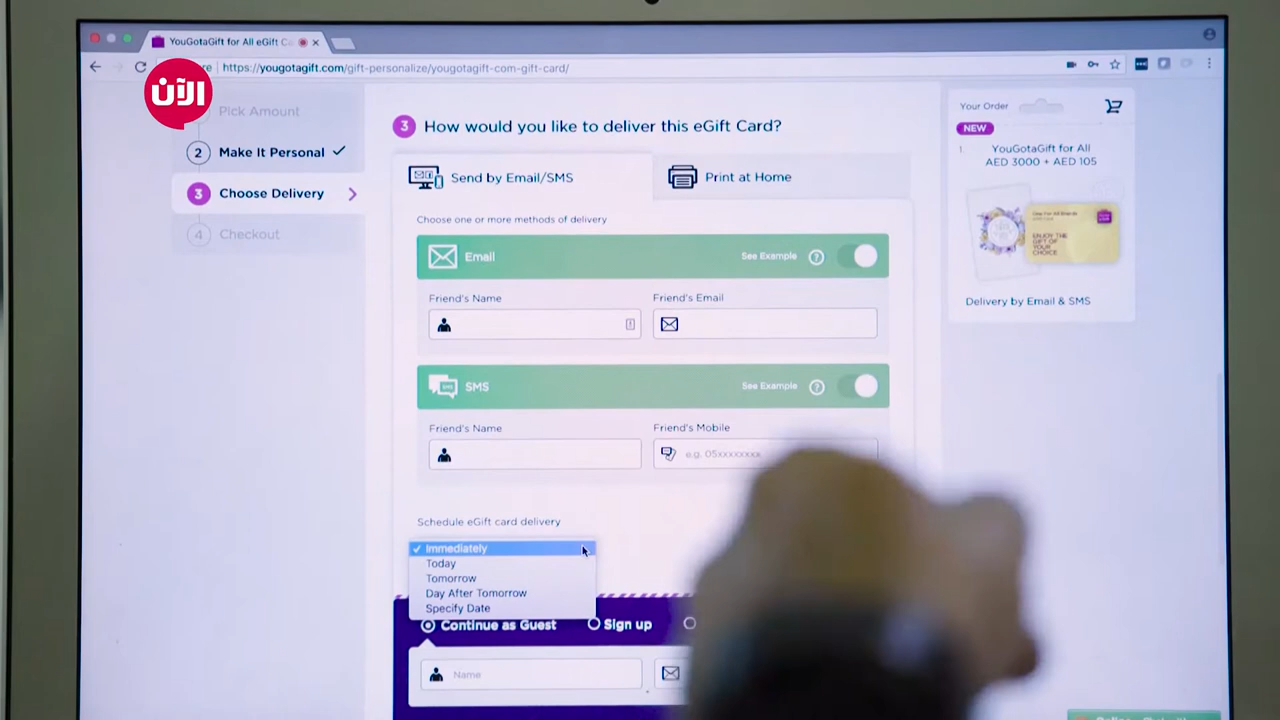 YouGotaGift for All eGift Ca
https://yougotagift.com/gift-personalize/yougotagift-com-gift-card/
الآن
Pick Amount
2 Make It Personal
3 Choose Delivery
4 Checkout
3 How would you like to deliver this eGift Card?
Send by Email/SMS
Print at Home
Choose one or more methods of delivery
Email
See Example ?
Friend's Name
Friend's Email
SMS
See Example ?
Friend's Name
Friend's Mobile
e.g. 05xxxxxxxx
Schedule eGift card delivery
Immediately
Today
Tomorrow
Day After Tomorrow
Specify Date
Continue as Guest
Sign up
Name
Your Order
NEW
1. YouGotaGift for All
AED 3000 + AED 105
ENJOY THE
GIFT OF
YOUR
CHOICE
Delivery by Email & SMS